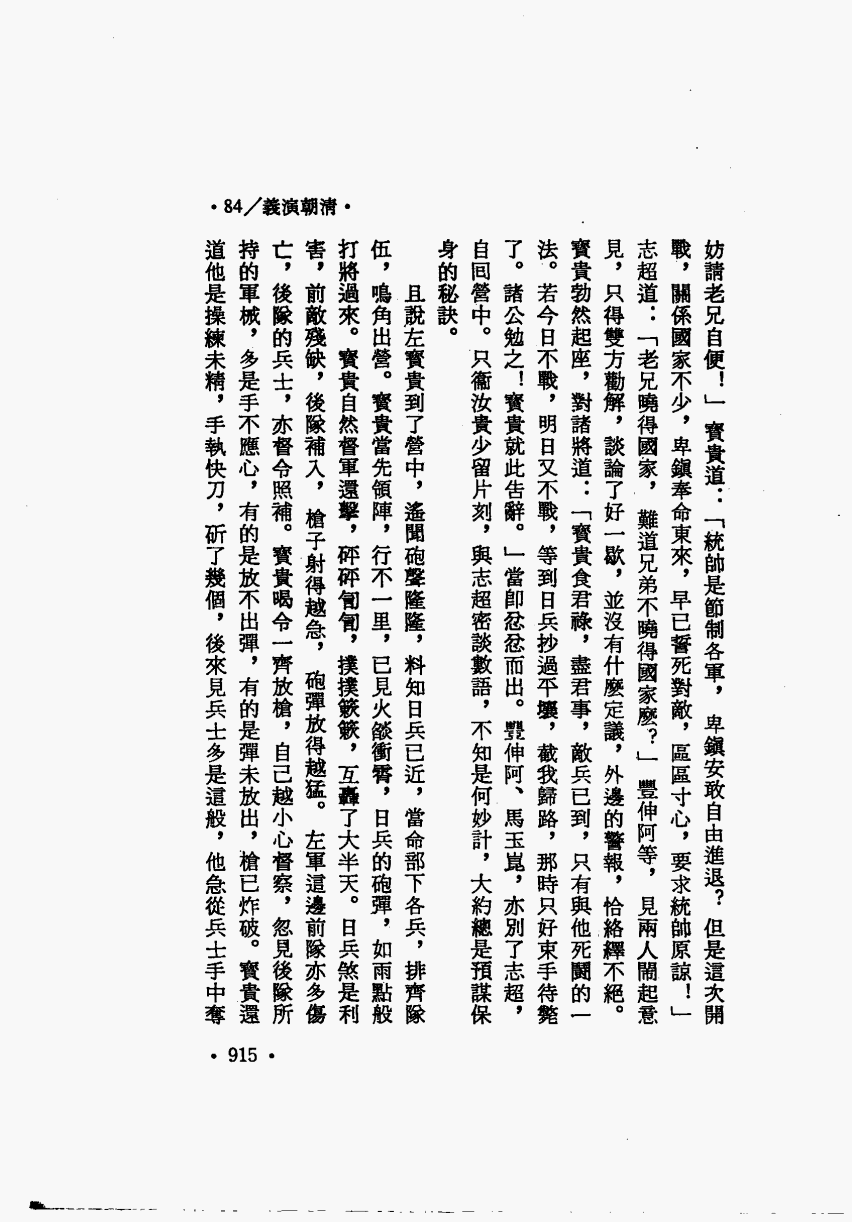 •84/義演朝清•
妨請老兄自便！」寶貴道：「統帥是節制各軍，卑鎭安敢自由進退？但是這次開
戰，關係國家不少，卑鎭奉命東來，早已誓死對敵，區區寸心，要求統帥原諒！」
志超道：「老兄曉得國家，難道兄弟不曉得國家麼？」豐伸阿等，見兩人鬧起意
見，只得雙方勸解，談論了好一歇，並沒有什麼定議，外邊的警報，恰絡繹不絕。
寶貴勃然起座，對諸將道：「寶貴食君祿，盡君事，敵兵已到，只有與他死鬭的一
法。若今日不戰，明日又不戰，等到日兵抄過平壤，截我歸路，那時只好束手待斃
了。諸公勉之！寶貴就此告辭。」當卽忿忿而出。豐伸阿、馬玉崑，亦別了志超，
自回營中。只衞汝貴少留片刻，與志超密談數語，不知是何妙計，大約總是預謀保
身的秘訣。
且說左寶貴到了營中，遙聞砲聲隆隆，料知日兵已近，當命部下各兵，排齊隊
伍，鳴角出營。寶貴當先領陣，行不一里，已見火燄衝霄，日兵的砲彈，如雨點般
打將過來。寶貴自然督軍還擊，砰砰訇訇，撲撲簌簌，互轟了大半天。日兵煞是利
害，前敵殘缺，後隊補入，槍子射得越急，砲彈放得越猛。左軍這邊前隊亦多傷
亡，後隊的兵士，亦督令照補。寶貴喝令一齊放槍，自己越小心督察，忽見後隊所
持的軍械，多是手不應心，有的是放不出彈，有的是彈未放出，槍已炸破。寶貴還
道他是操練未精，手執快刀，斫了幾個，後來見兵士多是這般，他急從兵士手中奪
•915•